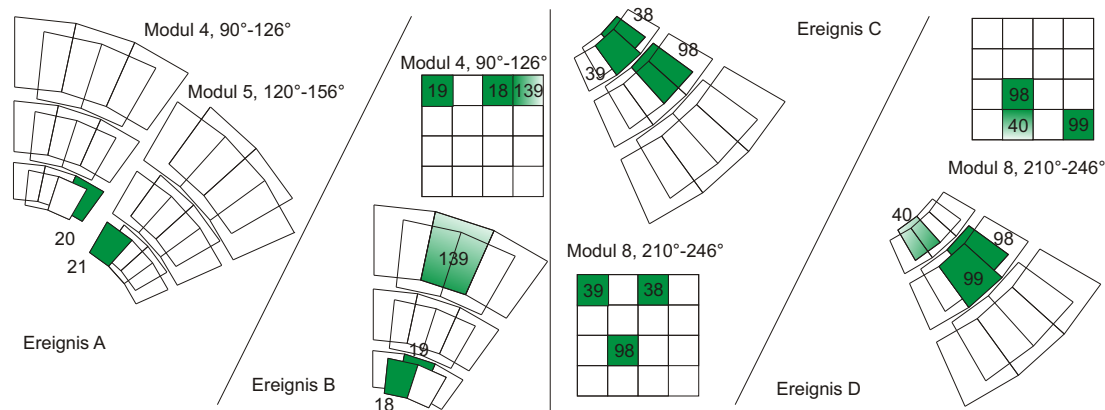 Modul 4, 90°-126°
Modul 5, 120°-156°
20
21
Ereignis A
Modul 4, 90°-126°
19 18 139
139
19
18
Ereignis B
38
98
39
Ereignis C
Modul 8, 210°-246°
39 38
98
98
40 99
Modul 8, 210°-246°
40
98
99
Ereignis D